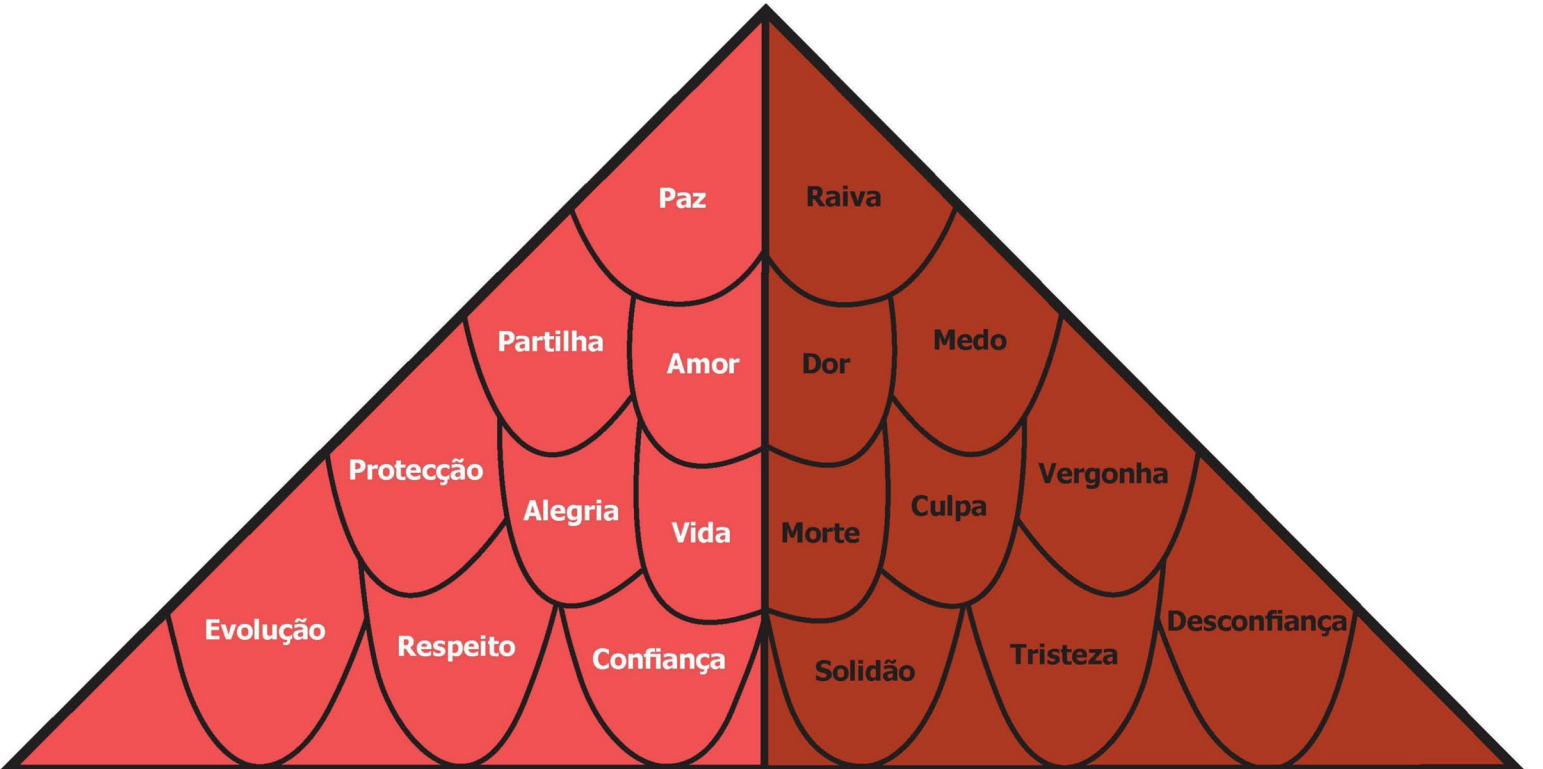 Paz
Raiva
Partilha
Amor
Dor
Medo
Protecção
Alegria
Vida
Morte
Culpa
Vergonha
Evolução
Respeito
Confiança
Solidão
Tristeza
Desconfiança